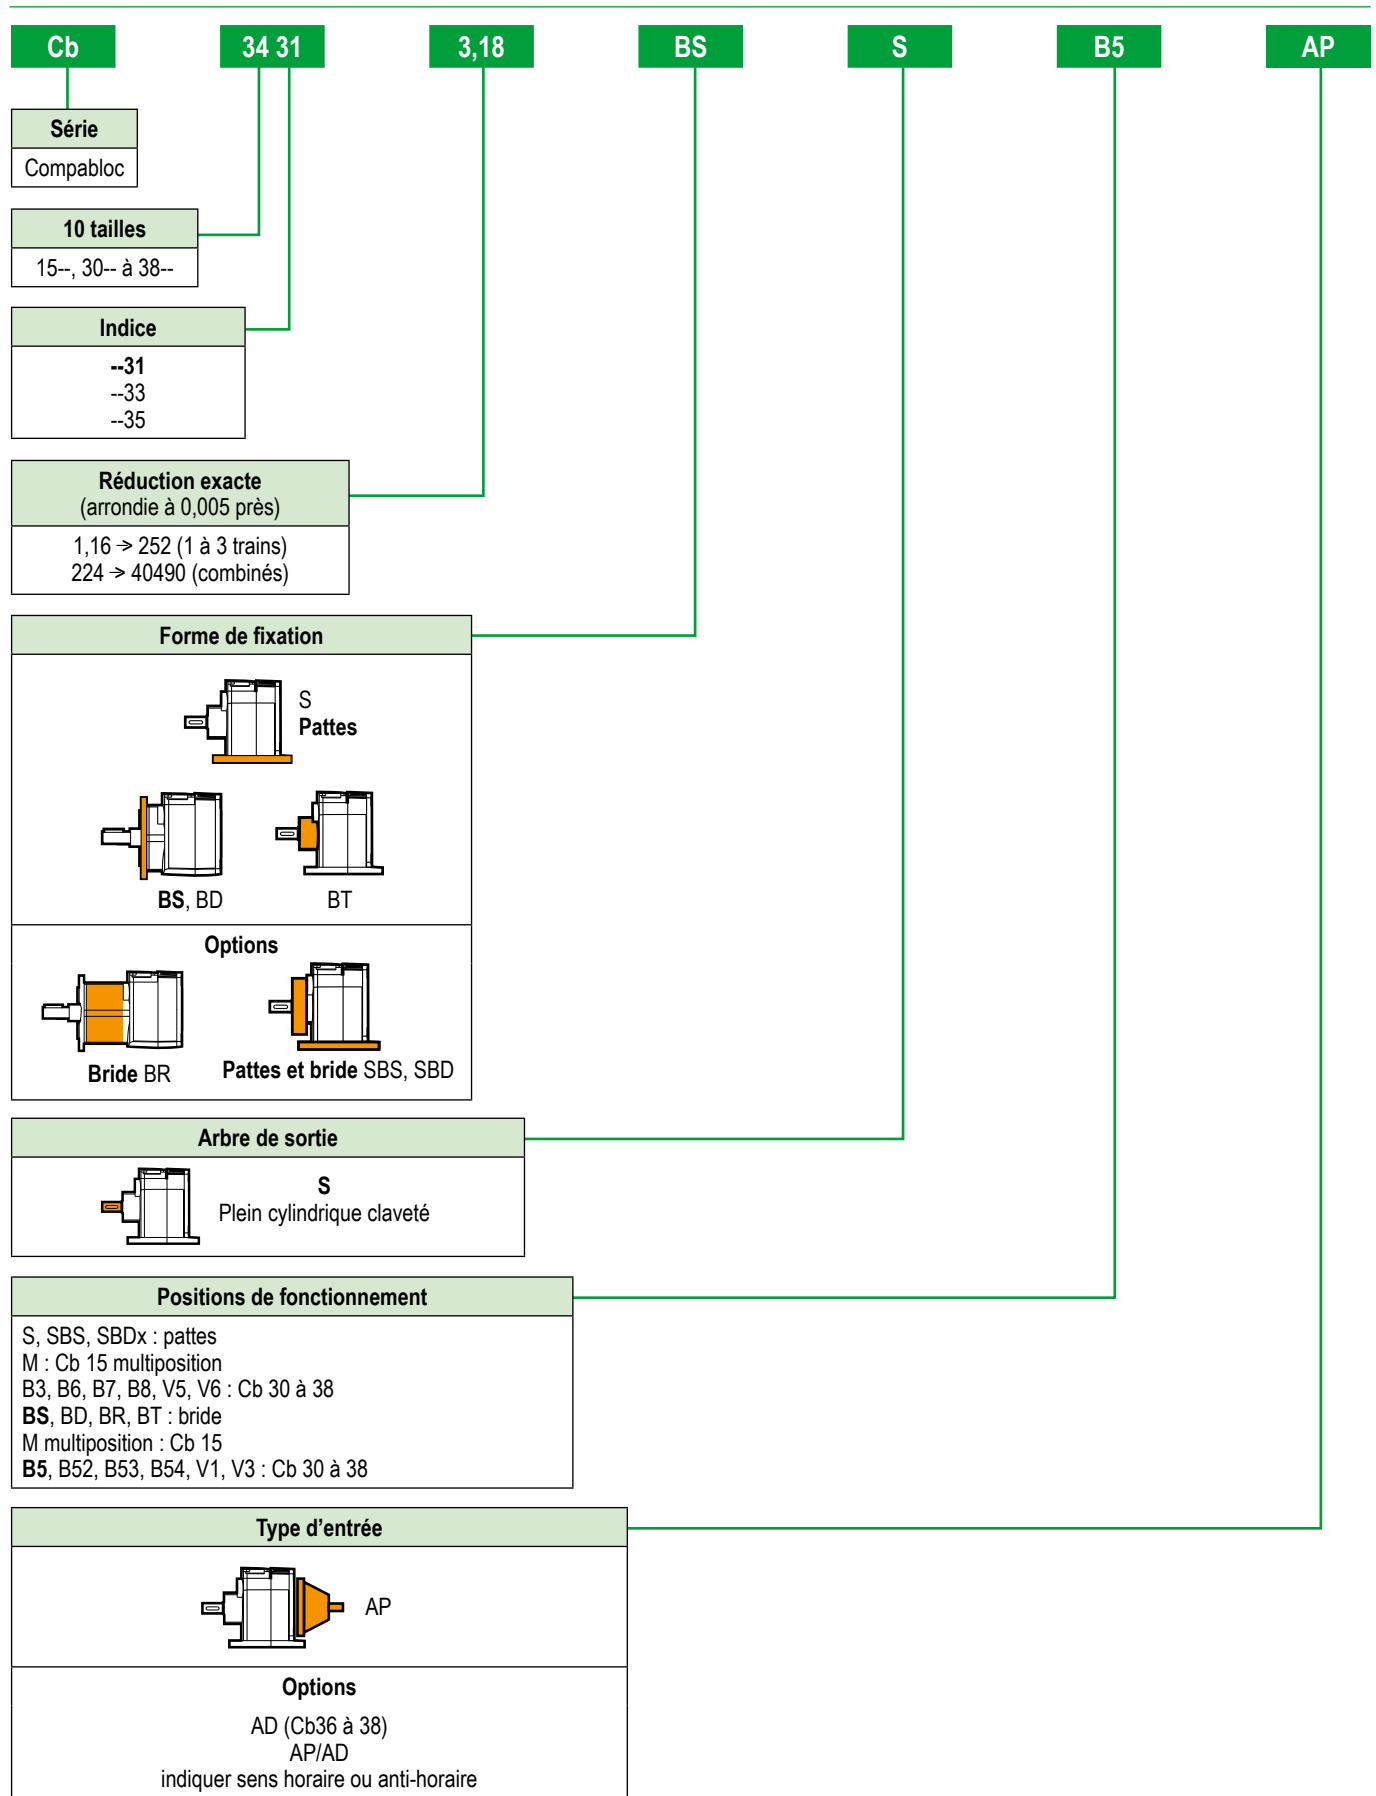 Cb 34 31 3,18 BS S B5 AP
Série
Compabloc
10 tailles
15--, 30-- à 38--
Indice
--31
--33
--35
Réduction exacte
(arrondie à 0,005 près)
1,16 → 252 (1 à 3 trains)
224 → 40490 (combinés)
Forme de fixation
S
Pattes
BS, BD BT
Options
Bride BR Pattes et bride SBS, SBD
Arbre de sortie
S
Plein cylindrique claveté
Positions de fonctionnement
S, SBS, SBDx : pattes
M : Cb 15 multiposition
B3, B6, B7, B8, V5, V6 : Cb 30 à 38
BS, BD, BR, BT : bride
M multiposition : Cb 15
B5, B52, B53, B54, V1, V3 : Cb 30 à 38
Type d’entrée
AP
Options
AD (Cb36 à 38)
AP/AD
indiquer sens horaire ou anti-horaire